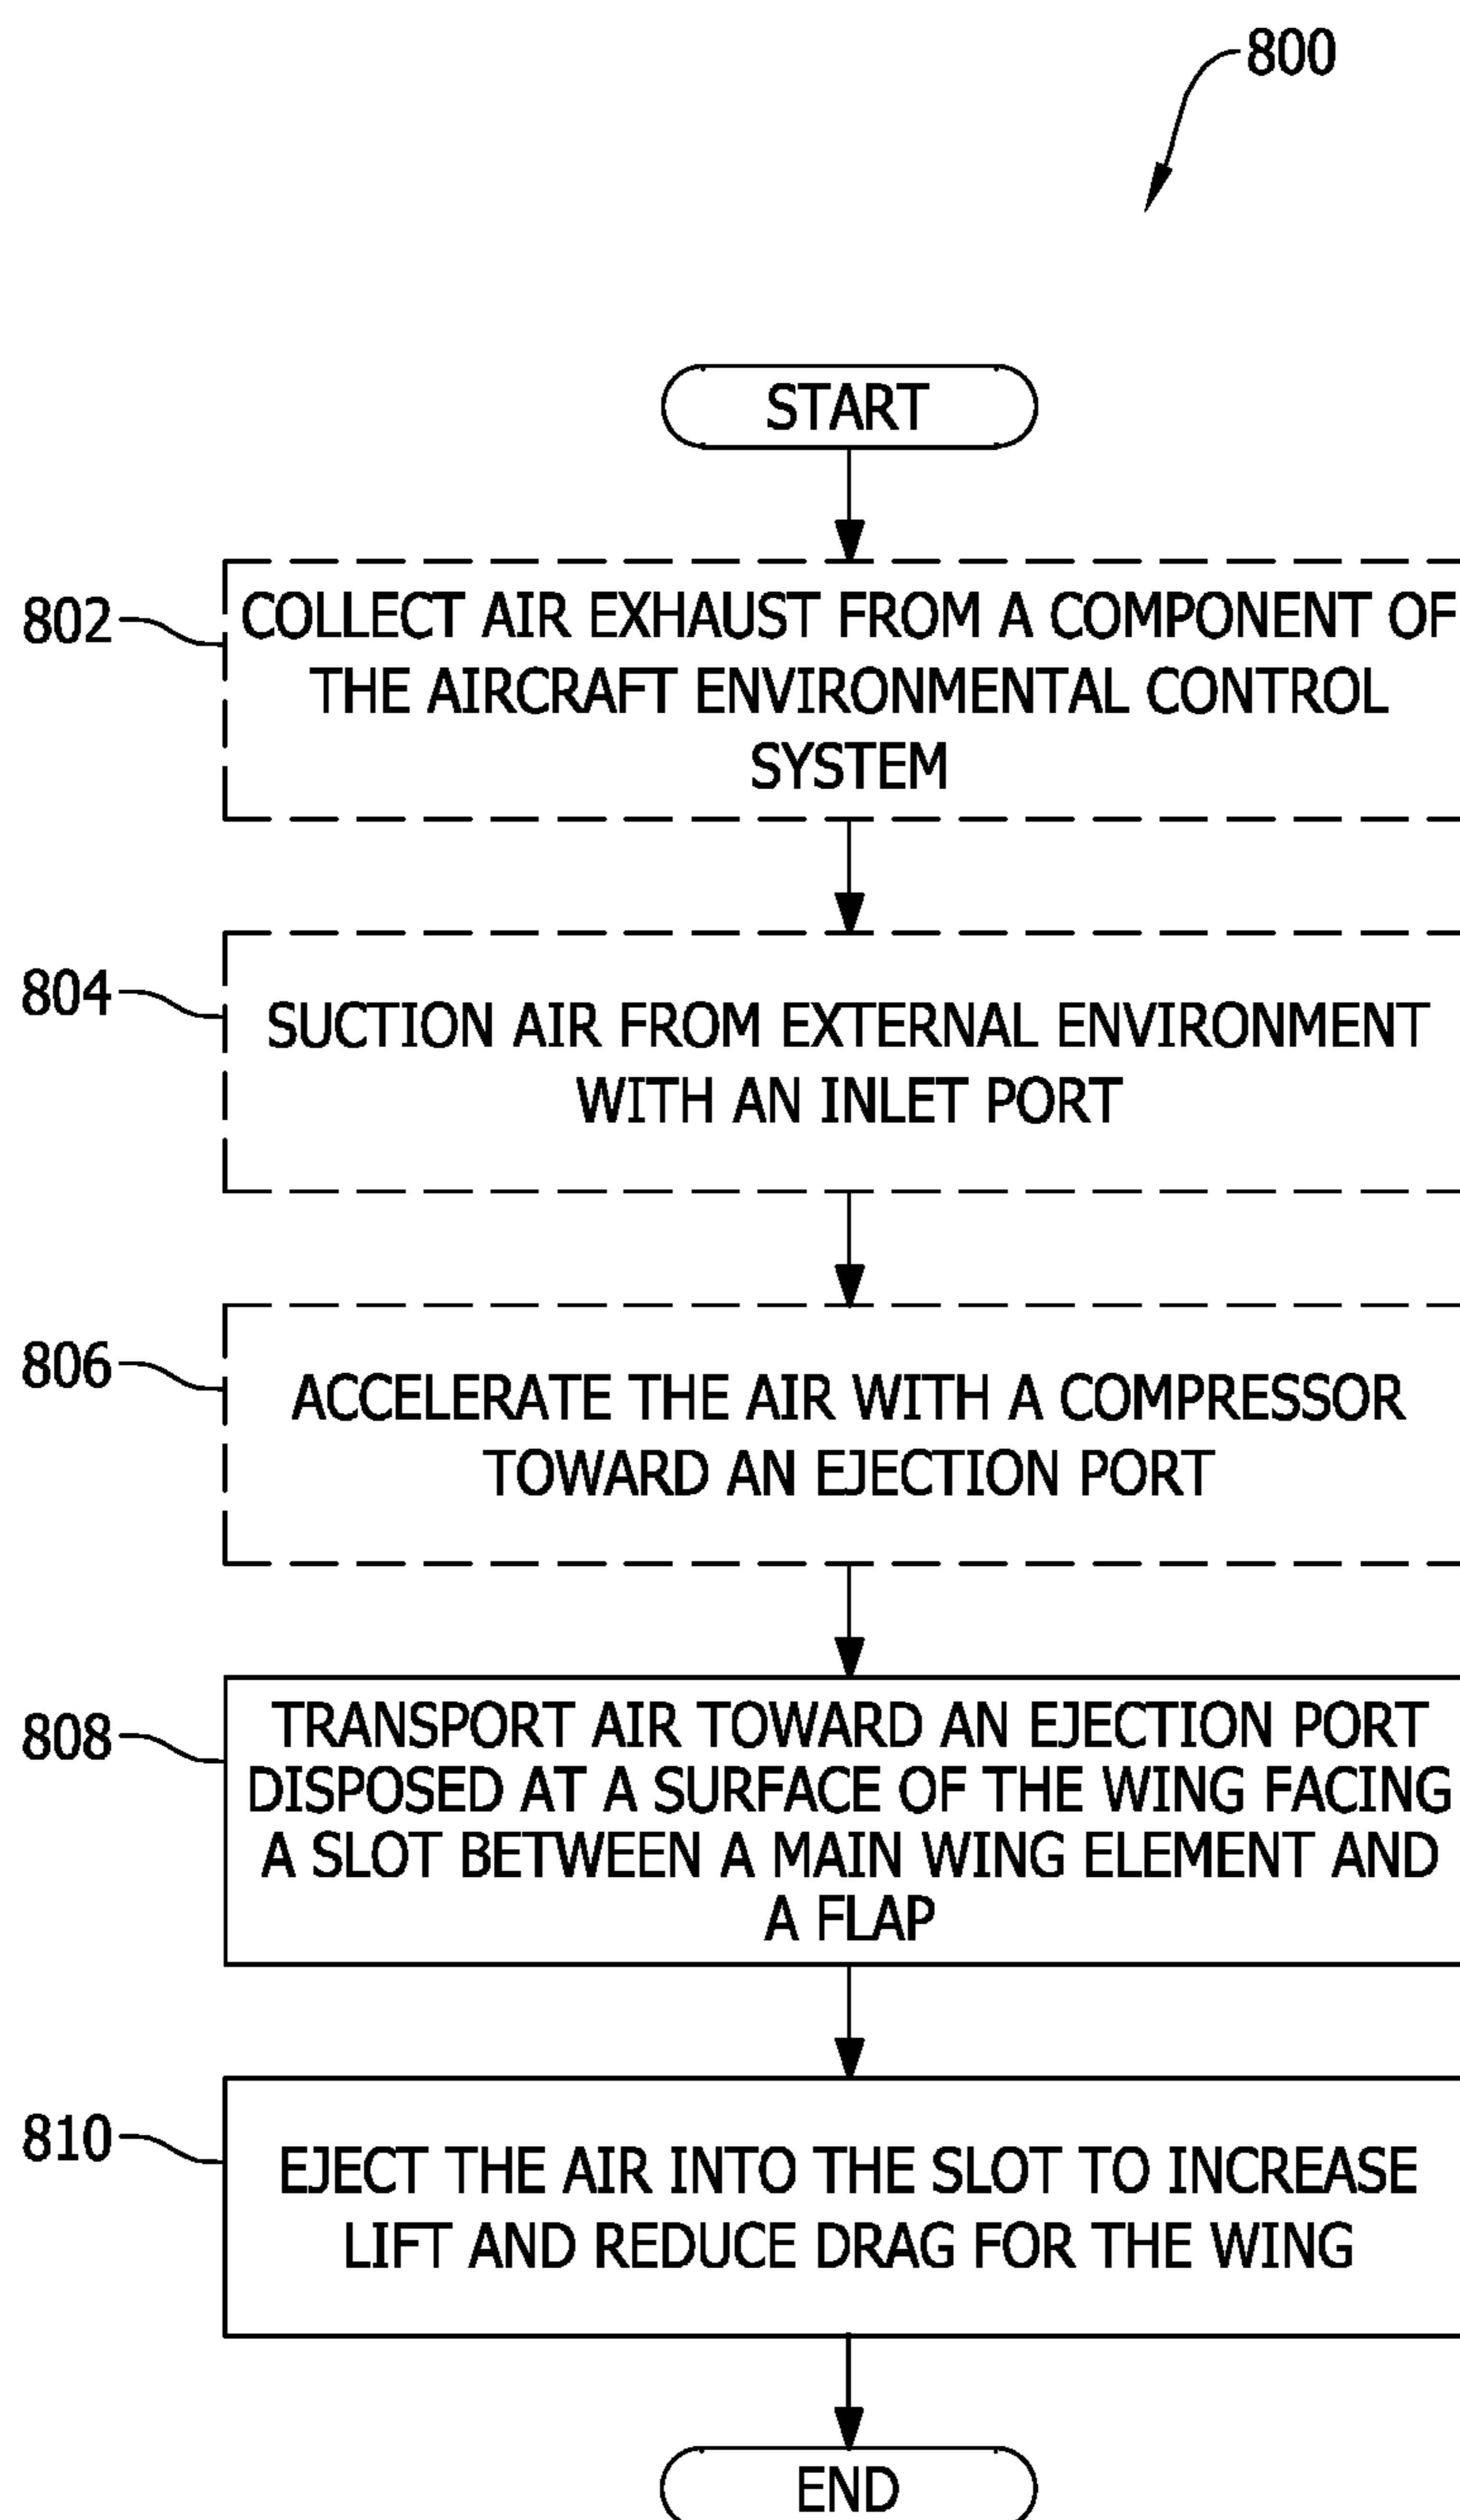 800
START
802
COLLECT AIR EXHAUST FROM A COMPONENT OF
THE AIRCRAFT ENVIRONMENTAL CONTROL
SYSTEM
804
SUCTION AIR FROM EXTERNAL ENVIRONMENT
WITH AN INLET PORT
806
ACCELERATE THE AIR WITH A COMPRESSOR
TOWARD AN EJECTION PORT
808
TRANSPORT AIR TOWARD AN EJECTION PORT
DISPOSED AT A SURFACE OF THE WING FACING
A SLOT BETWEEN A MAIN WING ELEMENT AND
A FLAP
810
EJECT THE AIR INTO THE SLOT TO INCREASE
LIFT AND REDUCE DRAG FOR THE WING
END